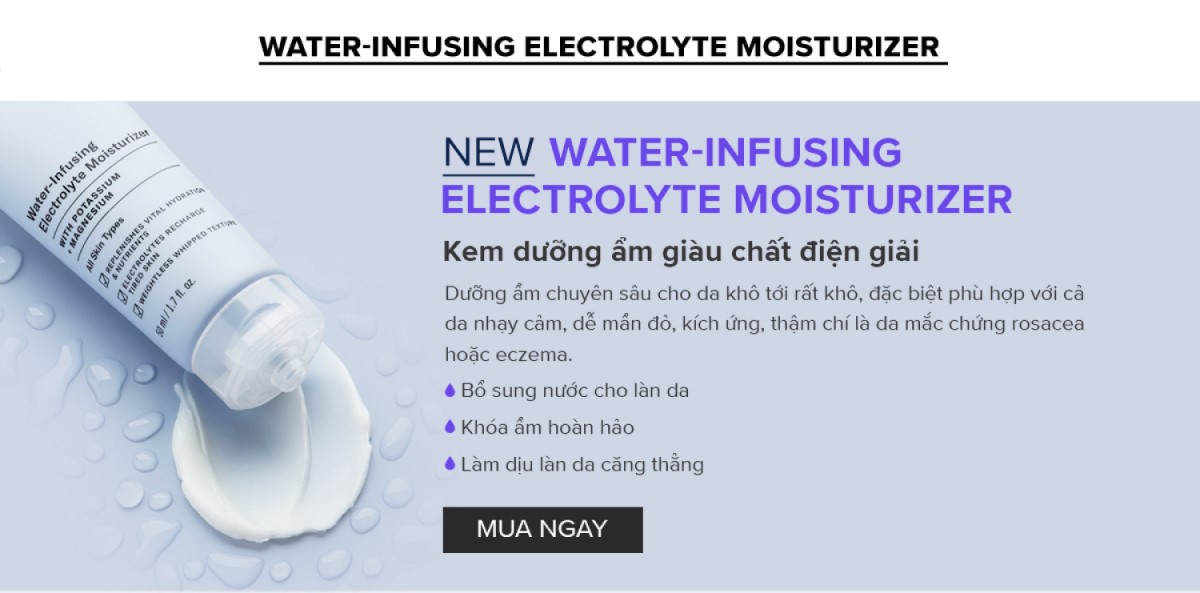 WATER-INFUSING ELECTROLYTE MOISTURIZER
Water-Infusing
Electrolyte Moisturizer
WITH POTASSIUM
+ MAGNESIUM
All Skin Types
REPLENISHES VITAL HYDRATION
& NUTRIENTS
ELECTROLYTES RECHARGE
TIRED SKIN
WEIGHTLESS WHIPPED TEXTURE
50 ml / 1.7 fl. oz.
NEW WATER-INFUSING
ELECTROLYTE MOISTURIZER
Kem dưỡng ẩm giàu chất điện giải
Dưỡng ẩm chuyên sâu cho da khô tới rất khô, đặc biệt phù hợp với cả
da nhạy cảm, dễ mẩn đỏ, kích ứng, thậm chí là da mắc chứng rosacea
hoặc eczema.
Bổ sung nước cho làn da
Khóa ẩm hoàn hảo
Làm dịu làn da căng thẳng
MUA NGAY